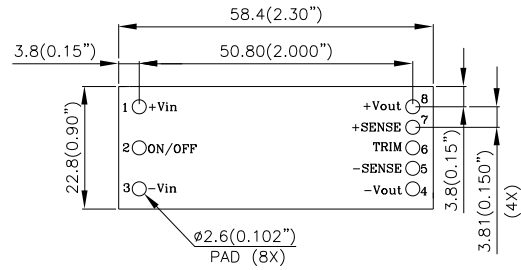 58.4(2.30")
3.8(0.15") 50.80(2.000")
1 +Vin
2 ON/OFF
3 -Vin
+Vout 8
+SENSE 7
TRIM 6
-SENSE 5
-Vout 4
22.8(0.90")
3.8(0.15")
3.81(0.150")
(4X)
ø2.6(0.102")
PAD (8X)